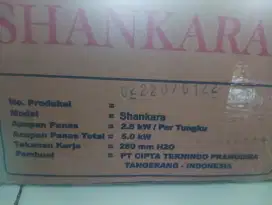 SHANKARA
No. Produksi =
Model = Shankara
Asupan Panas = 2.5 kW / Per Tungku
Asupan Panas Total = 5.0 kW
Tekanan Kerja = 280 mm H2O
Pembuat = PT CIPTA TEKNINDO PRAMUDIRA
TANGERANG - INDONESIA